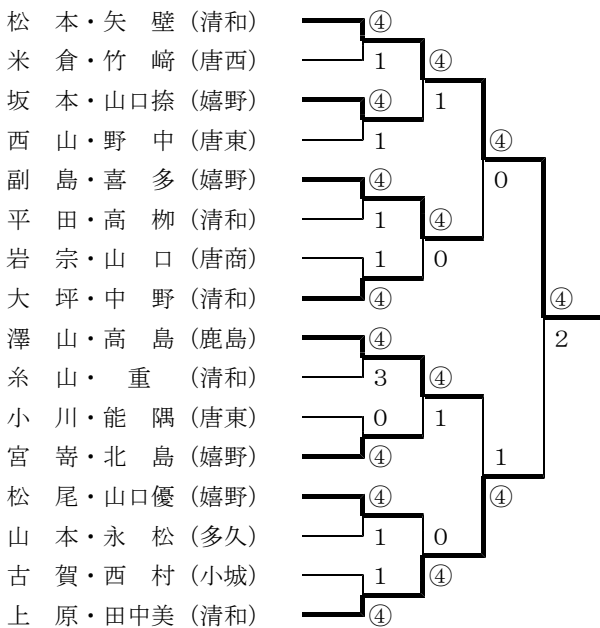 松　本・矢　壁 (清和)
④
米　倉・竹　﨑 (唐西)
1
④
坂　本・山口捺 (嬉野)
④
1
西　山・野　中 (唐東)
1
④
副　島・喜　多 (嬉野)
④
0
平　田・高　栁 (清和)
1
④
岩　宗・山　口 (唐商)
1
0
大　坪・中　野 (清和)
④
④
澤　山・高　島 (鹿島)
④
2
糸　山・　重　 (清和)
3
④
小　川・能　隅 (唐東)
0
1
宮　嵜・北　島 (嬉野)
④
1
松　尾・山口優 (嬉野)
④
④
山　本・永　松 (多久)
1
0
古　賀・西　村 (小城)
1
④
上　原・田中美 (清和)
④